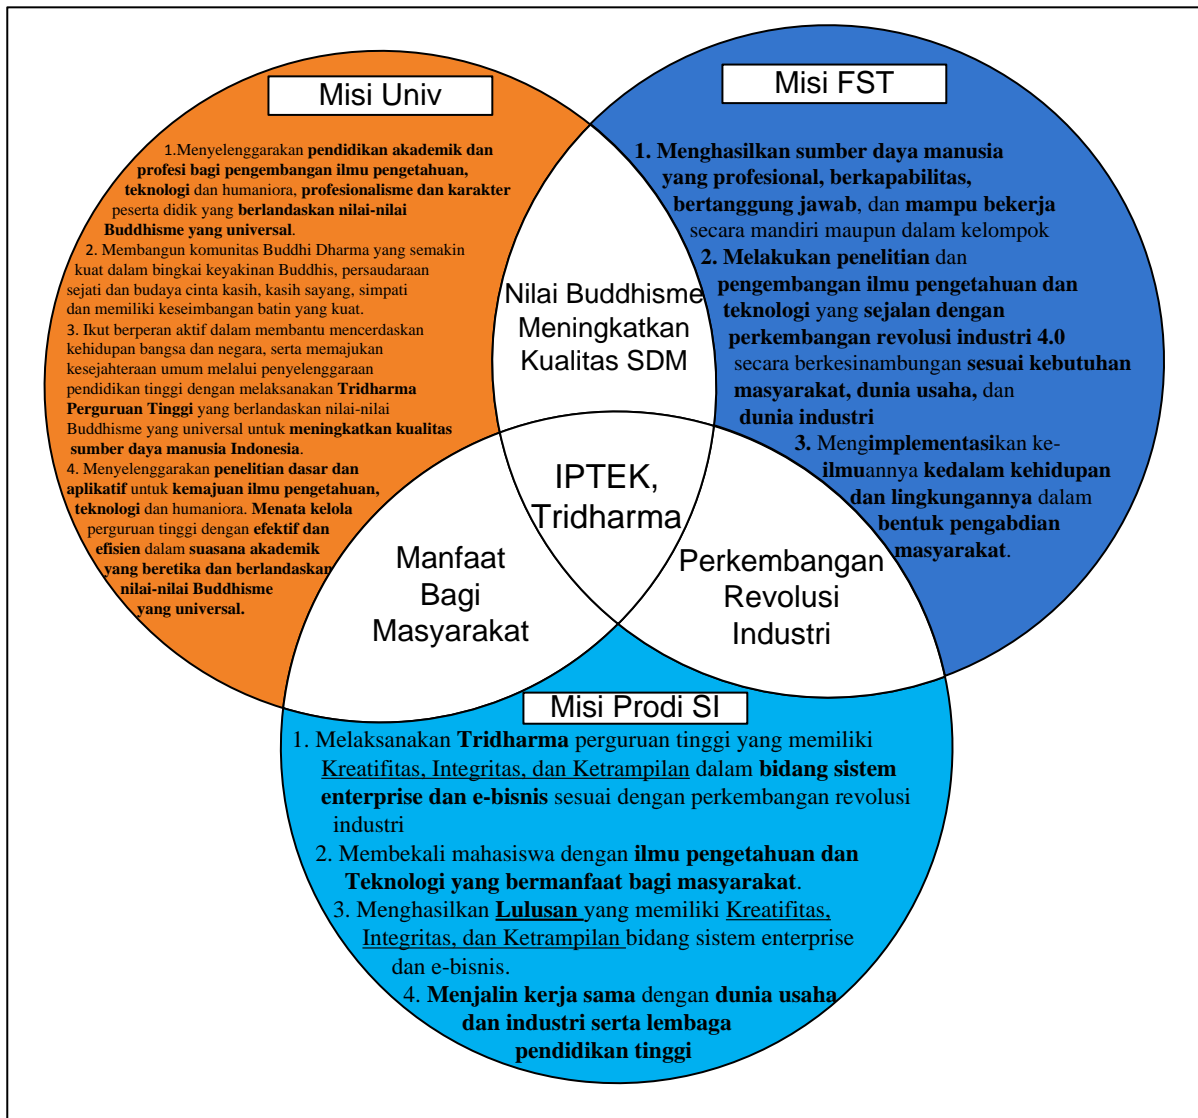 Misi Univ
1.Menyelenggarakan pendidikan akademik dan
profesi bagi pengembangan ilmu pengetahuan,
teknologi dan humaniora, profesionalisme dan karakter
peserta didik yang berlandaskan nilai-nilai
Buddhisme yang universal.
2. Membangun komunitas Buddhi Dharma yang semakin
kuat dalam bingkai keyakinan Buddhis, persaudaraan
sejati dan budaya cinta kasih, kasih sayang, simpati
dan memiliki keseimbangan batin yang kuat.
3. Ikut berperan aktif dalam membantu mencerdaskan
kehidupan bangsa dan negara, serta memajukan
kesejahteraan umum melalui penyelenggaraan
pendidikan tinggi dengan melaksanakan Tridharma
Perguruan Tinggi yang berlandaskan nilai-nilai
Buddhisme yang universal untuk meningkatkan kualitas
sumber daya manusia Indonesia.
4. Menyelenggarakan penelitian dasar dan
aplikatif untuk kemajuan ilmu pengetahuan,
teknologi dan humaniora. Menata kelola
perguruan tinggi dengan efektif dan
efisien dalam suasana akademik
yang beretika dan berlandaskan
nilai-nilai Buddhisme
yang universal.
Misi FST
1. Menghasilkan sumber daya manusia
yang profesional, berkapabilitas,
bertanggung jawab, dan mampu bekerja
secara mandiri maupun dalam kelompok
2. Melakukan penelitian dan
pengembangan ilmu pengetahuan dan
teknologi yang sejalan dengan
perkembangan revolusi industri 4.0
secara berkesinambungan sesuai kebutuhan
masyarakat, dunia usaha, dan
dunia industri
3. Mengimplementasikan ke-
ilmuannya kedalam kehidupan
dan lingkungannya dalam
bentuk pengabdian
masyarakat.
Nilai Buddhisme
Meningkatkan
Kualitas SDM
IPTEK,
Tridharma
Manfaat
Bagi
Masyarakat
Perkembangan
Revolusi
Industri
Misi Prodi SI
1. Melaksanakan Tridharma perguruan tinggi yang memiliki
Kreatifitas, Integritas, dan Ketrampilan dalam bidang sistem
enterprise dan e-bisnis sesuai dengan perkembangan revolusi
industri
2. Membekali mahasiswa dengan ilmu pengetahuan dan
Teknologi yang bermanfaat bagi masyarakat.
3. Menghasilkan Lulusan yang memiliki Kreatifitas,
Integritas, dan Ketrampilan bidang sistem enterprise
dan e-bisnis.
4. Menjalin kerja sama dengan dunia usaha
dan industri serta lembaga
pendidikan tinggi